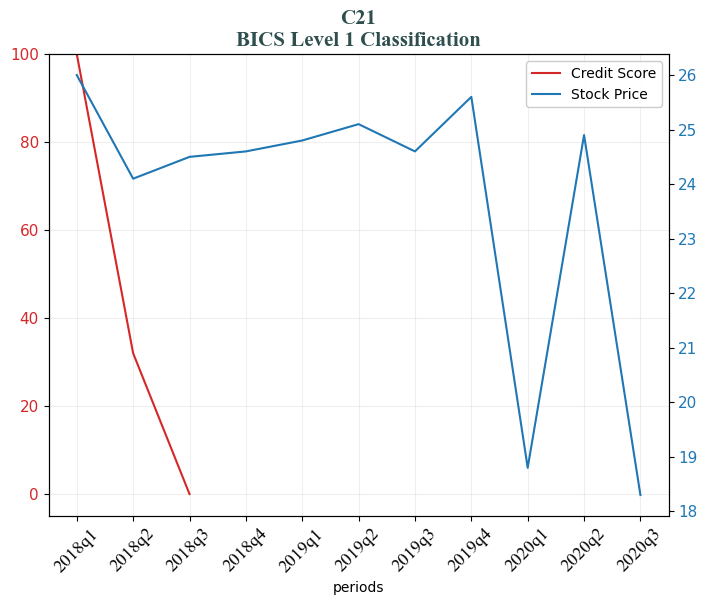 C21
BICS Level 1 Classification
Credit Score
Stock Price
100
80
60
40
20
0
26
25
24
23
22
21
20
19
18
2018q1
2018q2
2018q3
2018q4
2019q1
2019q2
2019q3
2019q4
2020q1
2020q2
2020q3
periods